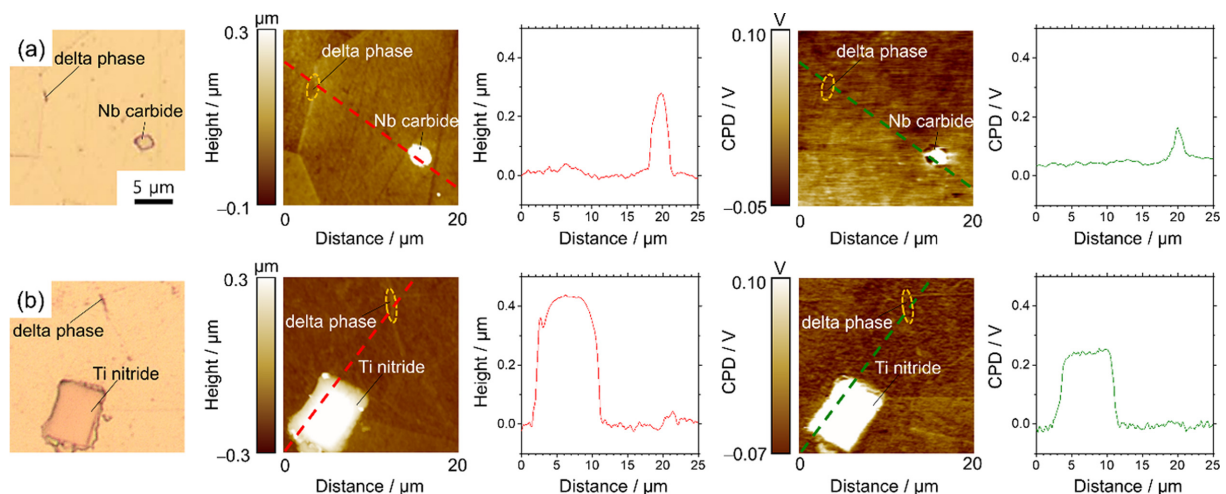 (a)
delta phase
Nb carbide
5 µm
µm
0.3
−0.1
delta phase
Nb carbide
0
20
Distance / µm
Height / µm
0.4
0.2
0.0
0
5
10
15
20
25
Distance / µm
V
0.10
−0.05
delta phase
Nb carbide
0
20
Distance / µm
CPD / V
0.4
0.2
0.0
0
5
10
15
20
25
Distance / µm
(b)
delta phase
Ti nitride
µm
0.3
−0.3
delta phase
Ti nitride
0
20
Distance / µm
Height / µm
0.4
0.2
0.0
0
5
10
15
20
25
Distance / µm
V
0.10
−0.07
delta phase
Ti nitride
0
20
Distance / µm
CPD / V
0.4
0.2
0.0
0
5
10
15
20
25
Distance / µm